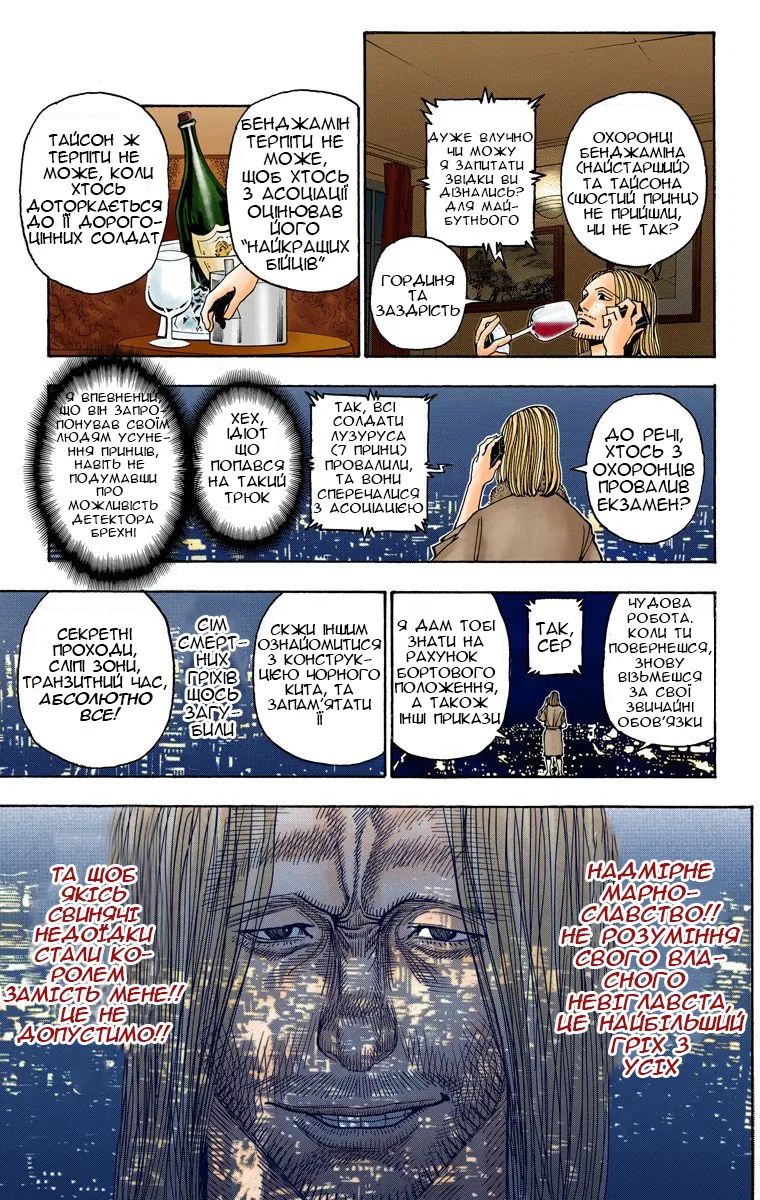 ОХОРОНЦІ
БЕНДЖАМІНА
(НАЙСТАРШИЙ)
ТА ТАЙСОНА
(ШОСТИЙ ПРИНЦ)
НЕ ПРИЙШЛИ,
ЧИ НЕ ТАК?
ДУЖЕ ВЛУЧНО
ЧИ МОЖУ
Я ЗАПИТАТИ
ЗВІДКИ ВИ
ДІЗНАЛИСЬ?
ДЛЯ МАЙ-
БУТНЬОГО
ГОРДИНЯ
ТА
ЗАЗДРІСТЬ
БЕНДЖАМІН
ТЕРПІТИ НЕ
МОЖЕ,
ЩОБ ХТОСЬ
З АСОЦІАЦІЇ
ОЦІНЮВАВ
ЙОГО
"НАЙКРАЩИХ
БІЙЦІВ"
ТАЙСОН Ж
ТЕРПІТИ НЕ
МОЖЕ, КОЛИ
ХТОСЬ
ДОТОРКАЄТЬСЯ
ДО ЇЇ ДОРОГО-
ЦІННИХ СОЛДАТ
ДО РЕЧІ,
ХТОСЬ З
ОХОРОНЦІВ
ПРОВАЛИВ
ЕКЗАМЕН?
ТАК, ВСІ
СОЛДАТИ
ЛУЗУРУСА
(7 ПРИНЦ)
ПРОВАЛИЛИ,
ТА ВОНИ
СПЕРЕЧАЛИСЯ
З АСОЦІАЦІЄЮ
ХЕХ,
ІДІОТ
ЩО
ПОПАВСЯ
НА ТАКИЙ
ТРЮК
Я ВПЕВНЕНИЙ,
ЩО ВІН ЗАПРО-
ПОНУВАВ СВОЇМ
ЛЮДЯМ УСУНЕ-
ННЯ ПРИНЦІВ,
НАВІТЬ НЕ
ПОДУМАВШИ
ПРО
МОЖЛИВІСТЬ
ДЕТЕКТОРА
БРЕХНІ
ЧУДОВА
РОБОТА.
КОЛИ ТИ
ПОВЕРНЕШСЯ,
ЗНОВУ
ВІЗЬМЕШСЯ
ЗА СВОЇ
ЗВИЧАЙНІ
ОБОВ'ЯЗКИ
ТАК,
СЕР
Я ДАМ ТОБІ
ЗНАТИ НА
РАХУНОК
БОРТОВОГО
ПОЛОЖЕННЯ,
А ТАКОЖ
ІНШІ ПРИКАЗИ
СКЖИ ІНШИМ
ОЗНАЙОМИТИСЯ
З КОНСТРУК-
ЦІЄЮ ЧОРНОГО
КИТА, ТА
ЗАПАМ'ЯТАТИ
ЇЇ
СІМ
СМЕРТ-
НИХ
ГРІХІВ
ЩОСЬ
ЗАГУ-
БИЛИ
СЕКРЕТНІ
ПРОХОДИ,
СЛІПІ ЗОНИ,
ТРАНЗИТНИЙ ЧАС,
АБСОЛЮТНО
ВСЕ!
НАДМІРНЕ
МАРНО-
СЛАВСТВО!!
НЕ РОЗУМІННЯ
СВОГО ВЛА-
СНОГО
НЕВІГЛАВСТА,
ЦЕ НАЙБІЛЬШИЙ
ГРІХ З
УСІХ
ТА ЩОБ
ЯКІСЬ
СВИНЯЧІ
НЕДОЇДКИ
СТАЛИ КО-
РОЛЕМ
ЗАМІСТЬ МЕНЕ!!
ЦЕ НЕ
ДОПУСТИМО!!